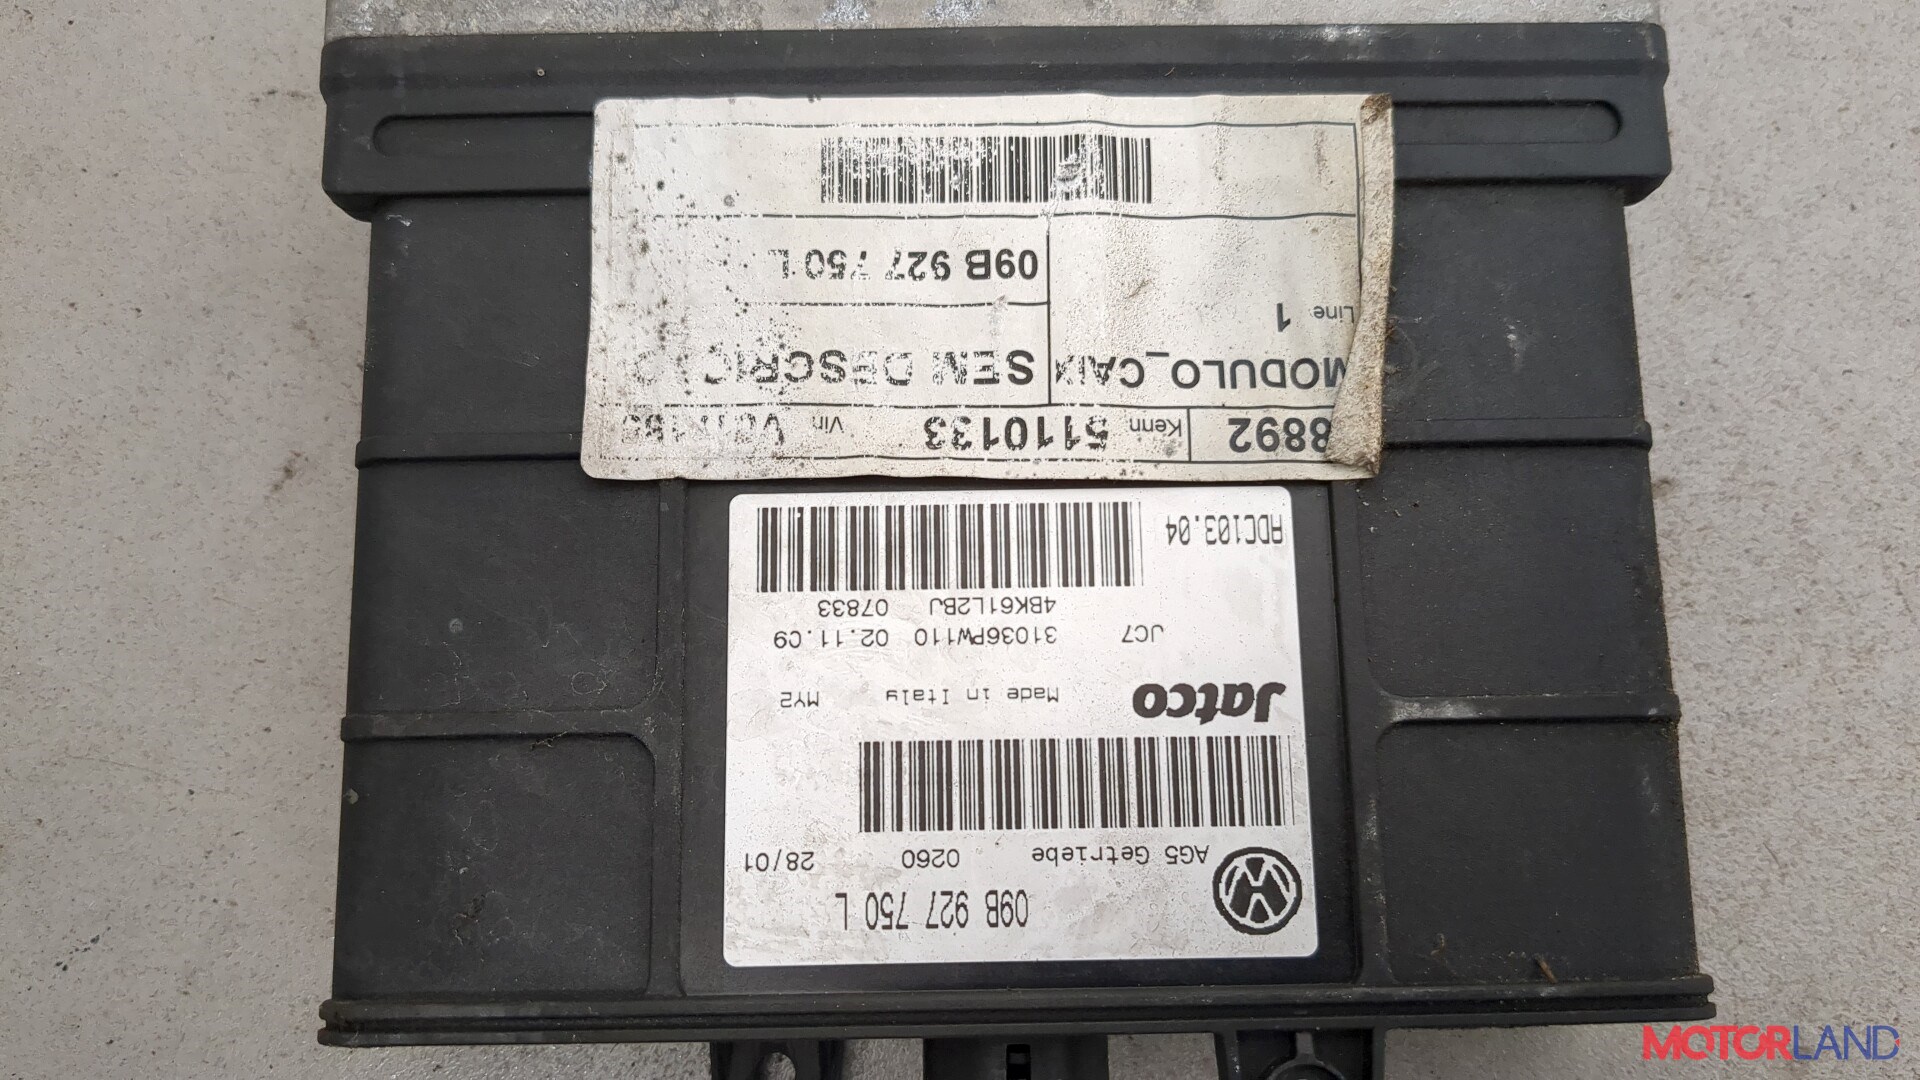 09B 927 750 L
AG5 Getriebe 0260 28/01
Jatco Made in Italy MY2
JC7 31036PW110 02.11.09
4BK61L2BJ 07833
ADC103.04
8892 Kenn 5110133 Vin
MODULO_CAIX SEM
Line 1
09B 927 750 L
MOTORLAND